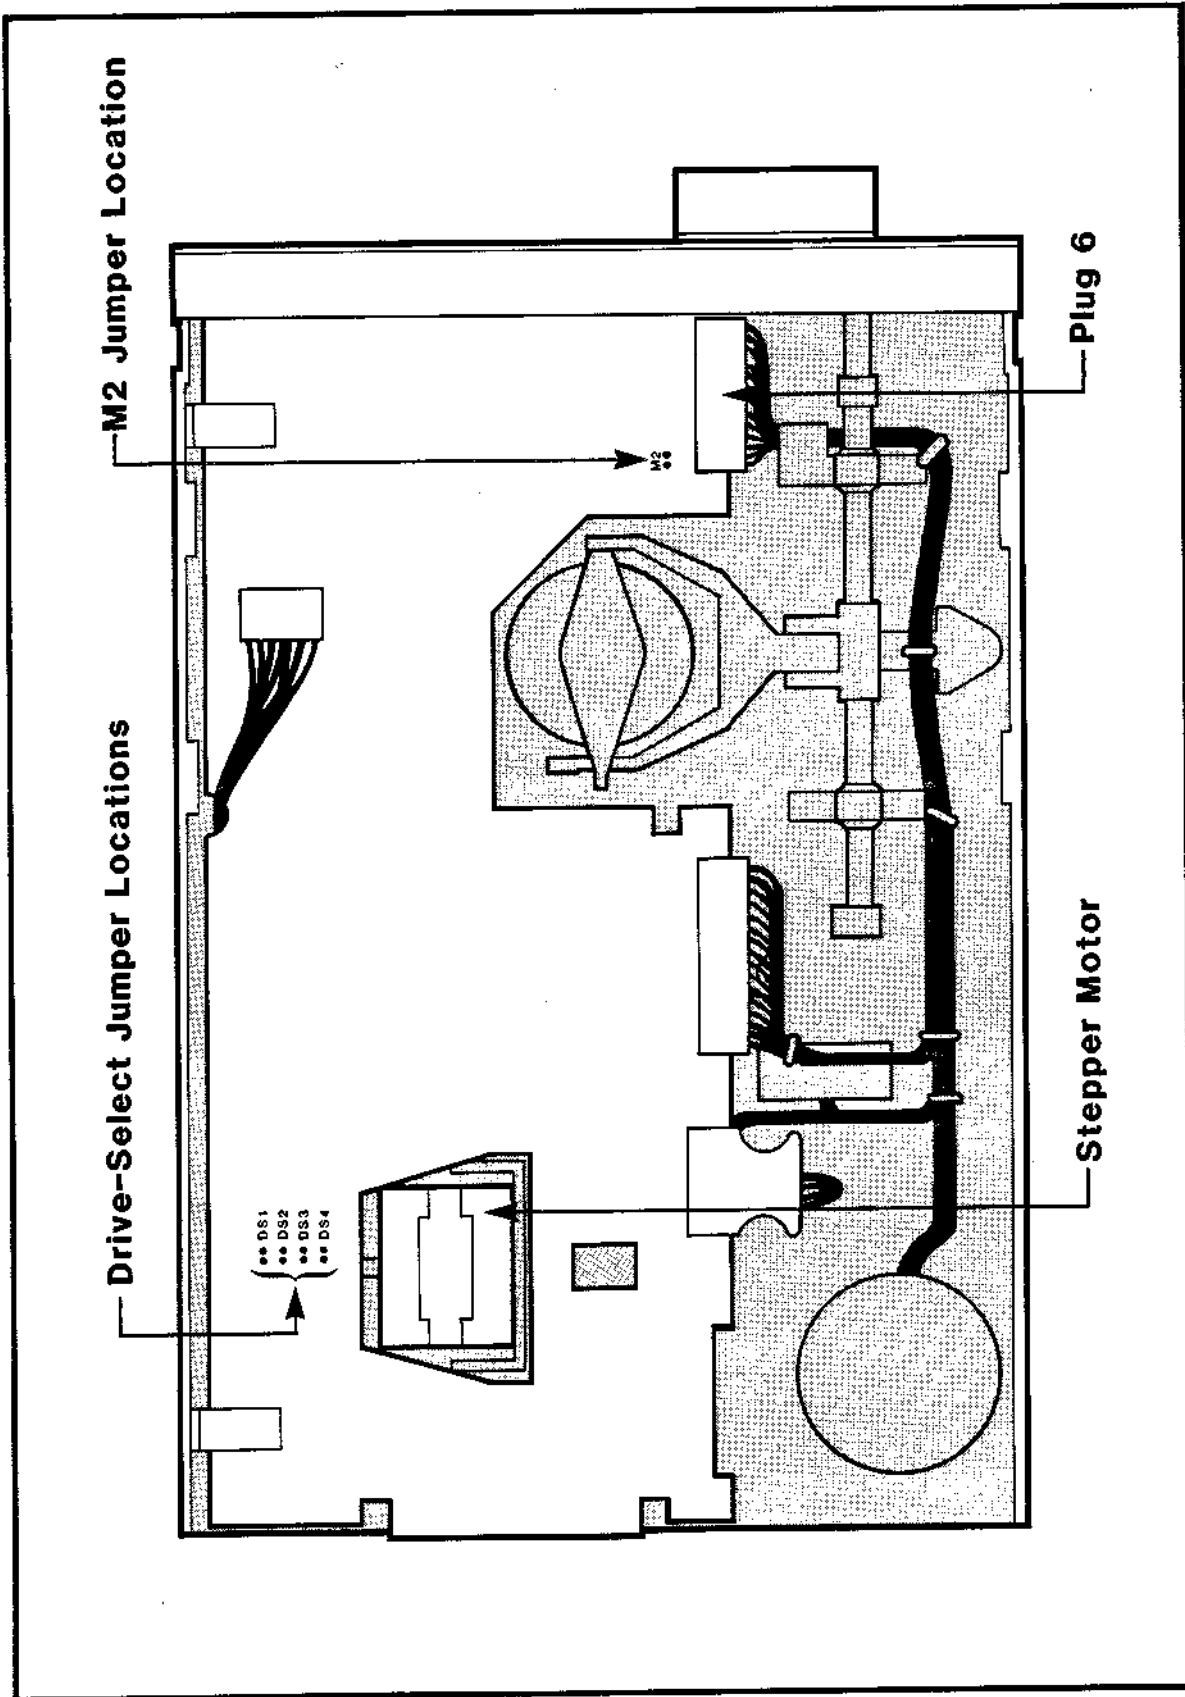 Drive-Select Jumper Locations
M2 Jumper Location
DS1
DS2
DS3
DS4
M2
Stepper Motor
Plug 6